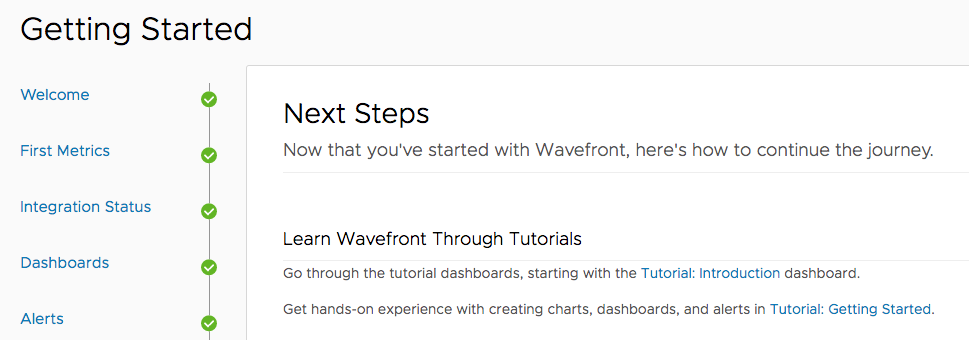 Getting Started
Welcome
First Metrics
Integration Status
Dashboards
Alerts
Next Steps
Now that you've started with Wavefront, here's how to continue the journey.
Learn Wavefront Through Tutorials
Go through the tutorial dashboards, starting with the Tutorial: Introduction dashboard.
Get hands-on experience with creating charts, dashboards, and alerts in Tutorial: Getting Started.